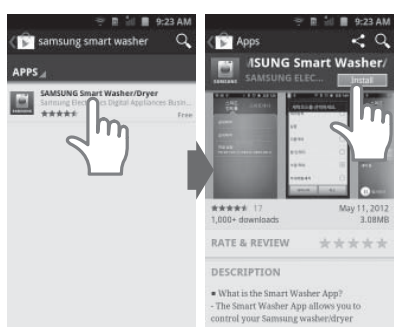 9:23 AM
samsung smart washer
APPS
SAMSUNG Smart Washer/Dryer
Samsung Electronics Digital Appliances Busin...
Free
9:23 AM
Apps
ISUNG Smart Washer/
SAMSUNG ELEC...
Install
SAMSUNG
17
May 11, 2012
1,000+ downloads
3.08MB
RATE & REVIEW
DESCRIPTION
■ What is the Smart Washer App?
- The Smart Washer App allows you to
control your Samsung washer/dryer